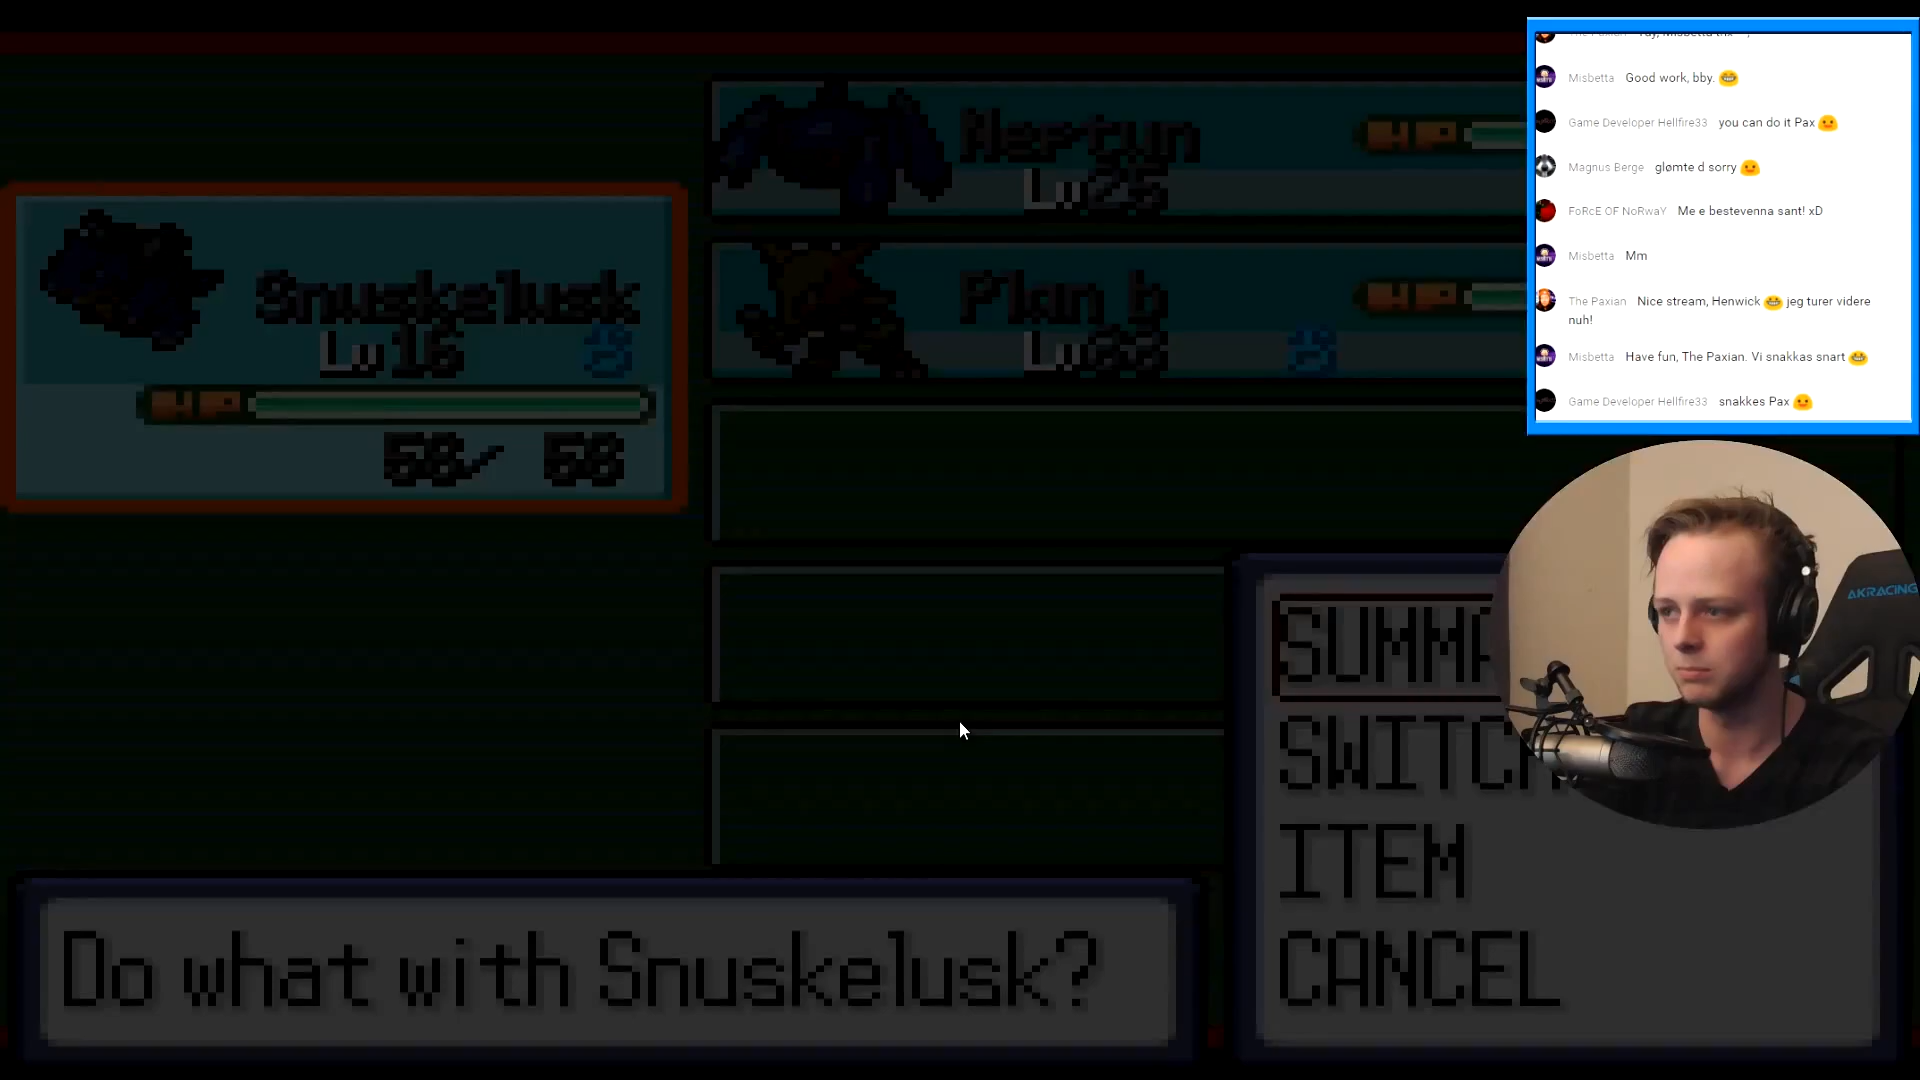 Misbetta Good work, bby.
Game Developer Hellfire33 you can do it Pax
Magnus Berge glømte d sorry
FoRcE OF NoRwaY Me e bestevenna sant! xD
Misbetta Mm
The Paxian Nice stream, Henwick jeg turer videre
nuh!
Misbetta Have fun, The Paxian. Vi snakkas snart
Game Developer Hellfire33 snakkes Pax
Neptun
HP
Lv25
Snuskelusk
Lv16
HP
58/ 58
Plan b
HP
SUMMA
SWITCH
ITEM
CANCEL
Do what with Snuskelusk?
AKRACING